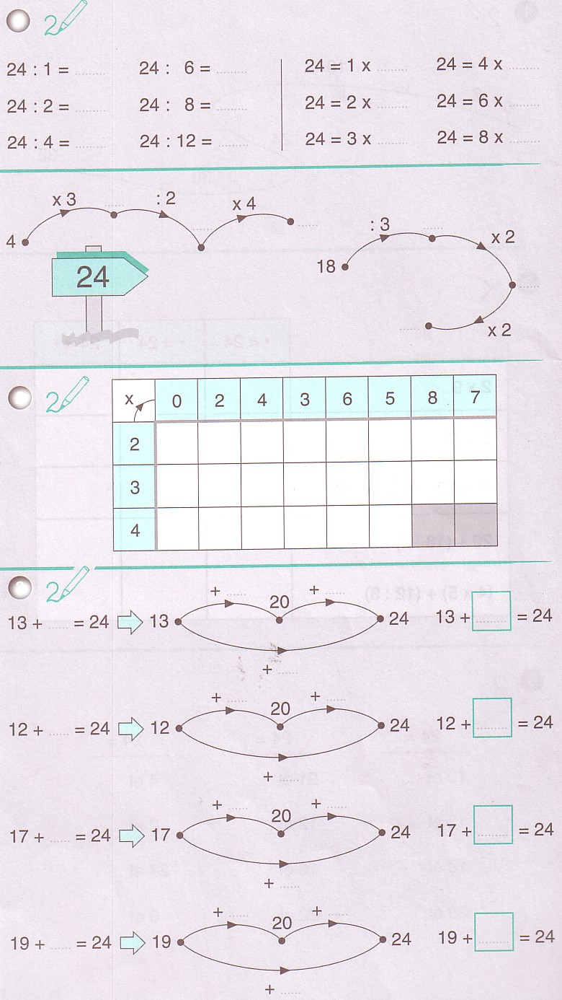 2
24 : 1 = ........ 24 : 6 = ........ 24 = 1 x ........ 24 = 4 x ........
24 : 2 = ........ 24 : 8 = ........ 24 = 2 x ........ 24 = 6 x ........
24 : 4 = ........ 24 : 12 = ........ 24 = 3 x ........ 24 = 8 x ........
x 3 ...... : 2 x 4
4 ...... ......
: 3 ...... x 2
18 ......
...... x 2
24
2
x 0 2 4 3 6 5 8 7
2
3
4
2
+ ...... + ......
20
13 + ...... = 24 13 24 13 + ........ = 24
+ ......
+ ...... + ......
20
12 + ...... = 24 12 24 12 + ........ = 24
+ ......
+ ...... + ......
20
17 + ...... = 24 17 24 17 + ........ = 24
+ ......
+ ...... + ......
20
19 + ...... = 24 19 24 19 + ........ = 24
+ ......